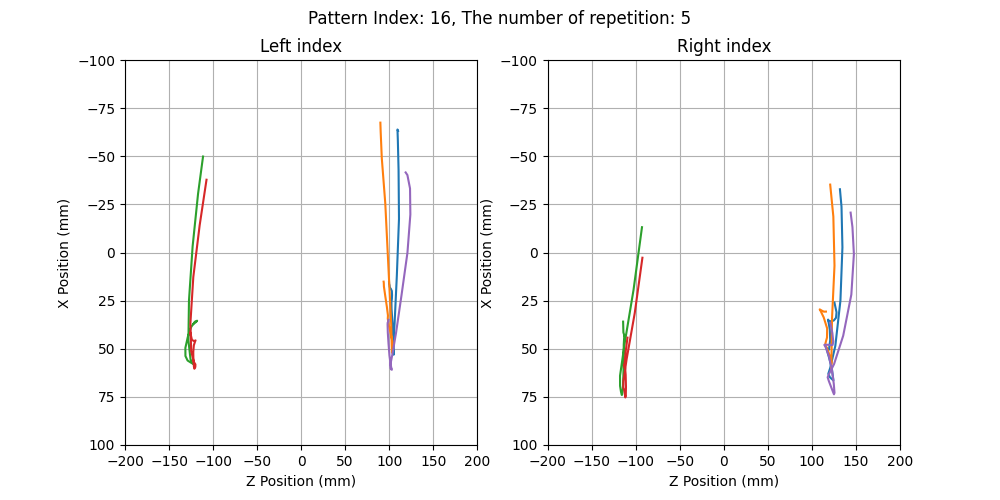 Pattern Index: 16, The number of repetition: 5
Left index
Right index
−100
−75
−50
−25
0
25
50
75
100
X Position (mm)
−200 −150 −100 −50 0 50 100 150 200
Z Position (mm)
−100
−75
−50
−25
0
25
50
75
100
X Position (mm)
−200 −150 −100 −50 0 50 100 150 200
Z Position (mm)